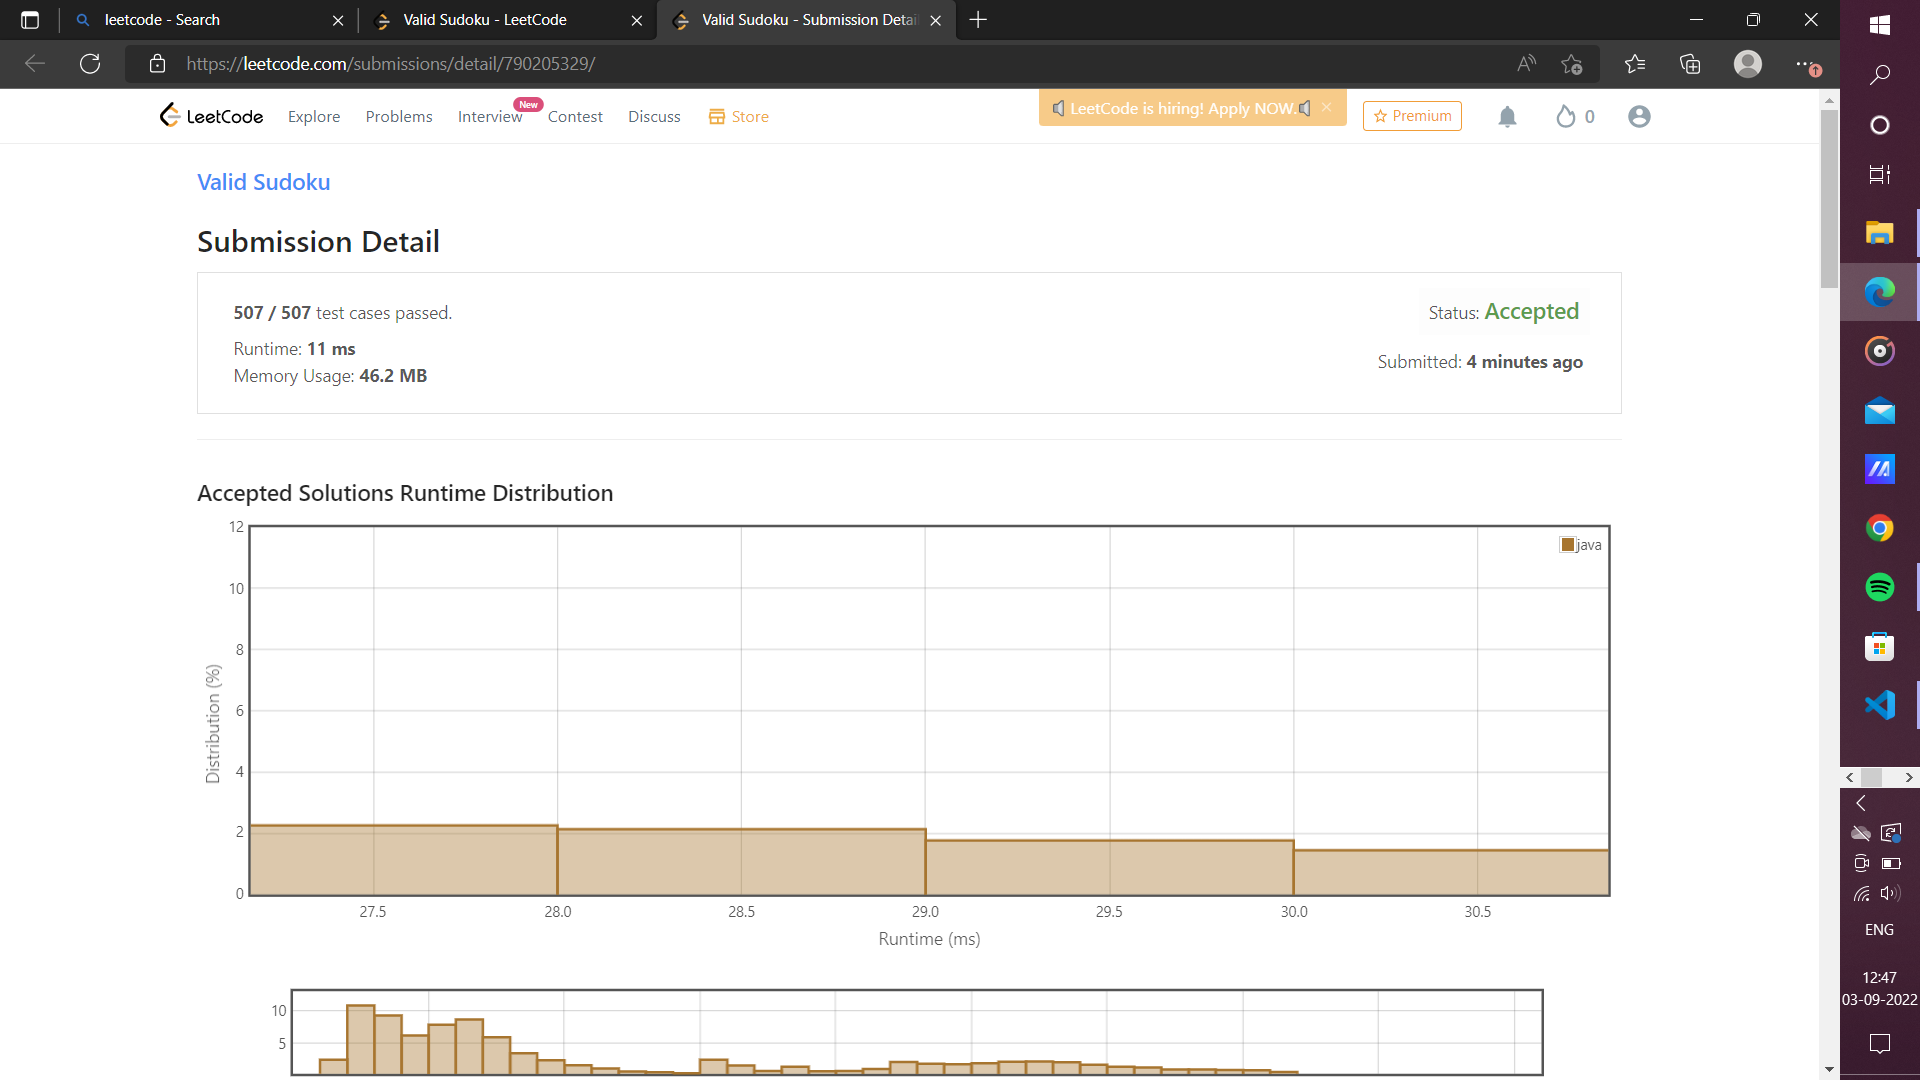 leetcode - Search
Valid Sudoku - LeetCode
Valid Sudoku - Submission Detai
https://leetcode.com/submissions/detail/790205329/
LeetCode
Explore
Problems
Interview
New
Contest
Discuss
Store
LeetCode is hiring! Apply NOW.
Premium
0
Valid Sudoku
Submission Detail
507 / 507 test cases passed.
Status: Accepted
Runtime: 11 ms
Submitted: 4 minutes ago
Memory Usage: 46.2 MB
Accepted Solutions Runtime Distribution
java
Distribution (%)
12
10
8
6
4
2
0
27.5 28.0 28.5 29.0 29.5 30.0 30.5
Runtime (ms)
10
5
ENG
12:47
03-09-2022